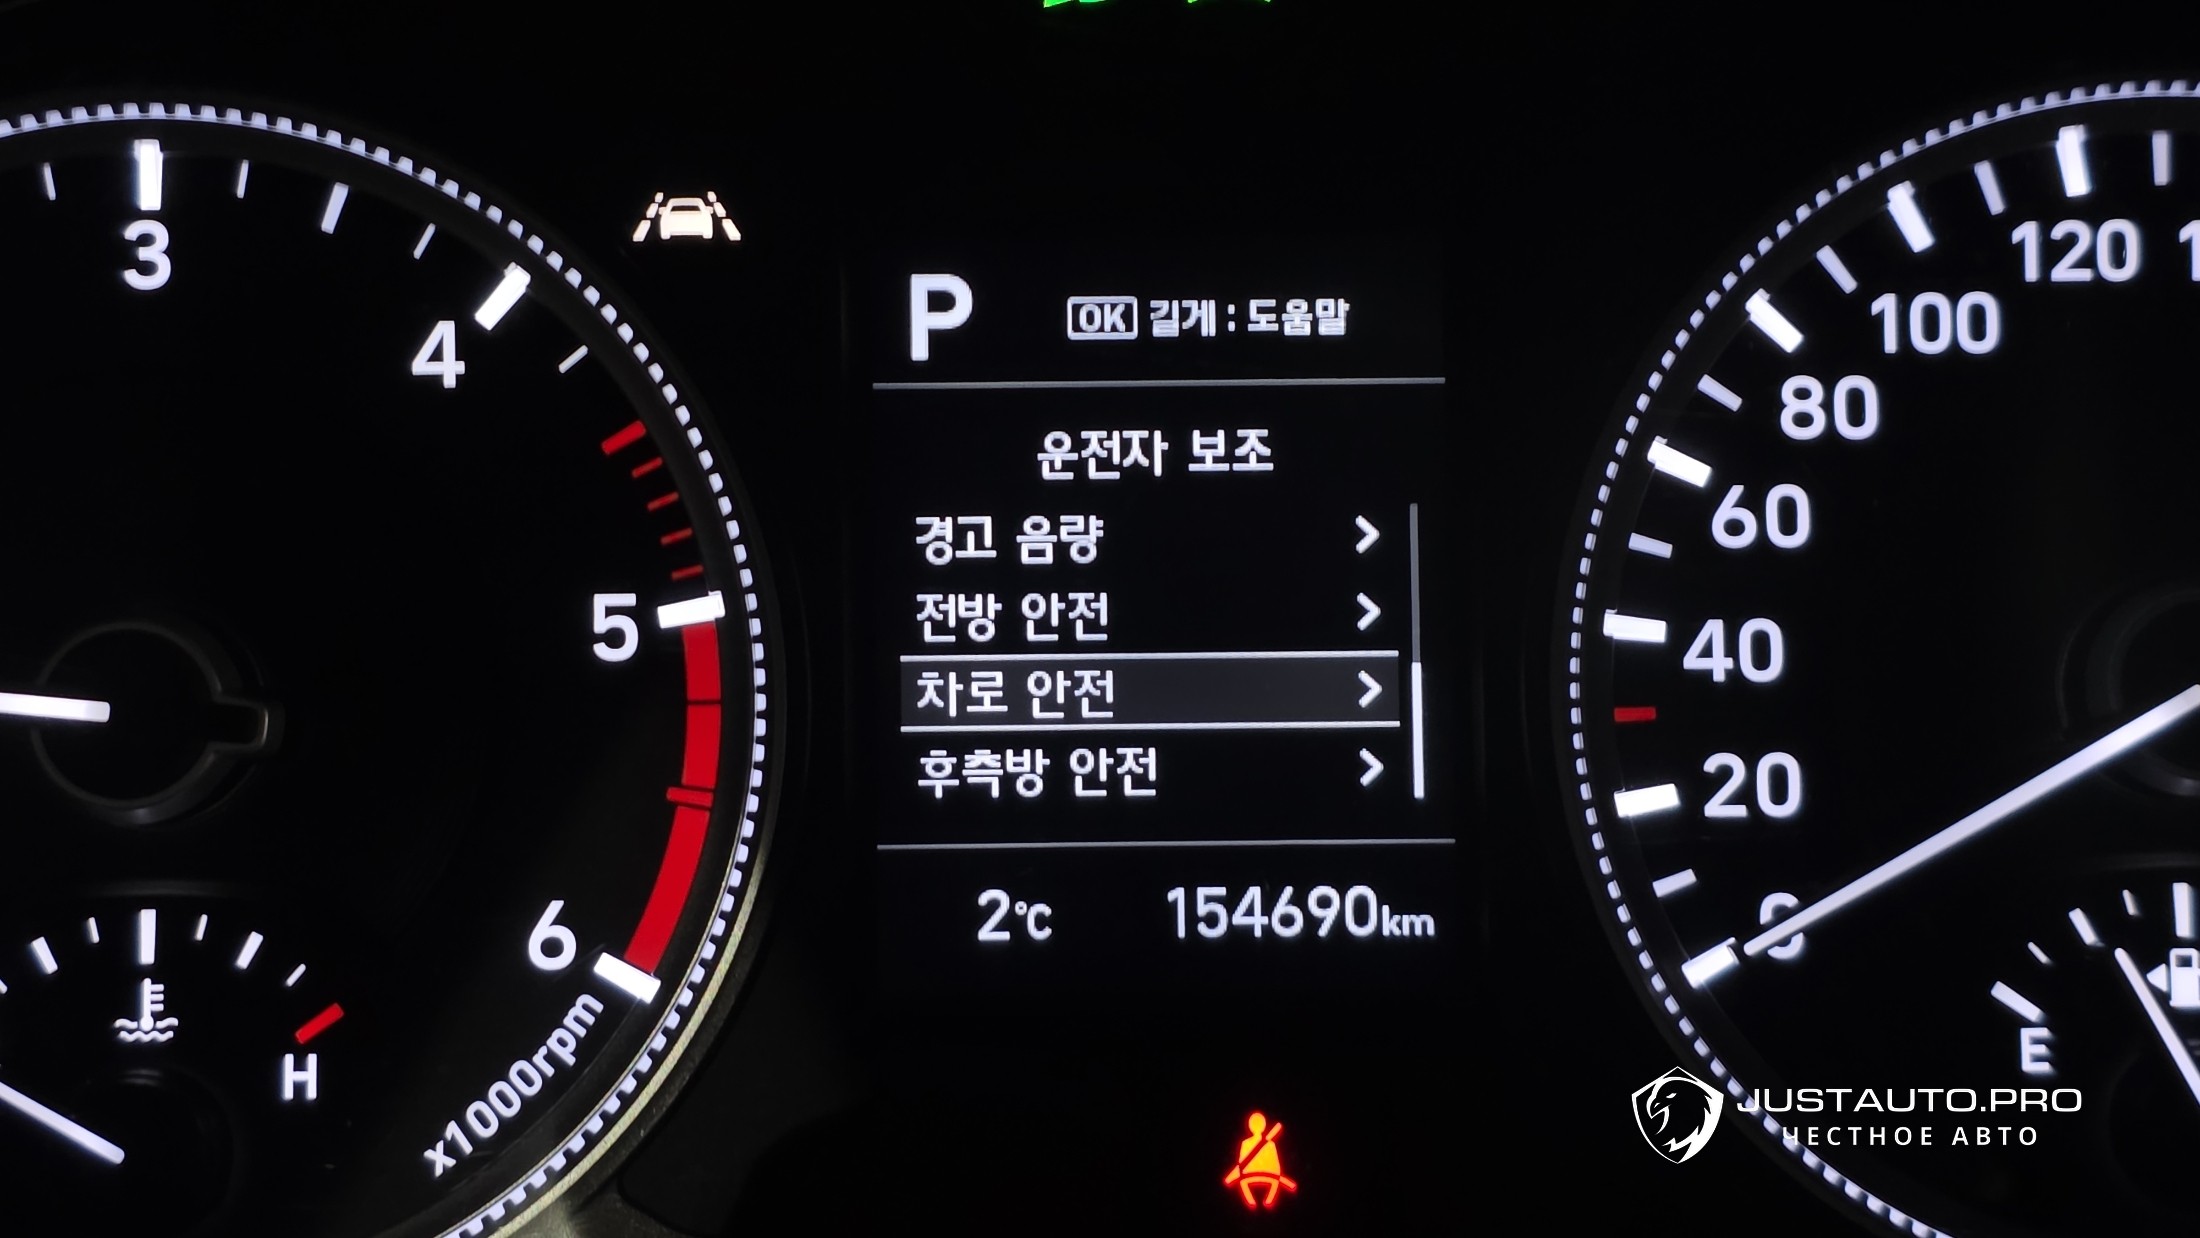 3
4
5
6
x1000rpm
H
P
OK 길게 : 도움말
운전자 보조
경고 음량
전방 안전
차로 안전
후측방 안전
2℃ 154690km
120
100
80
60
40
20
0
E
JUSTAUTO.PRO
ЧЕСТНОЕ АВТО